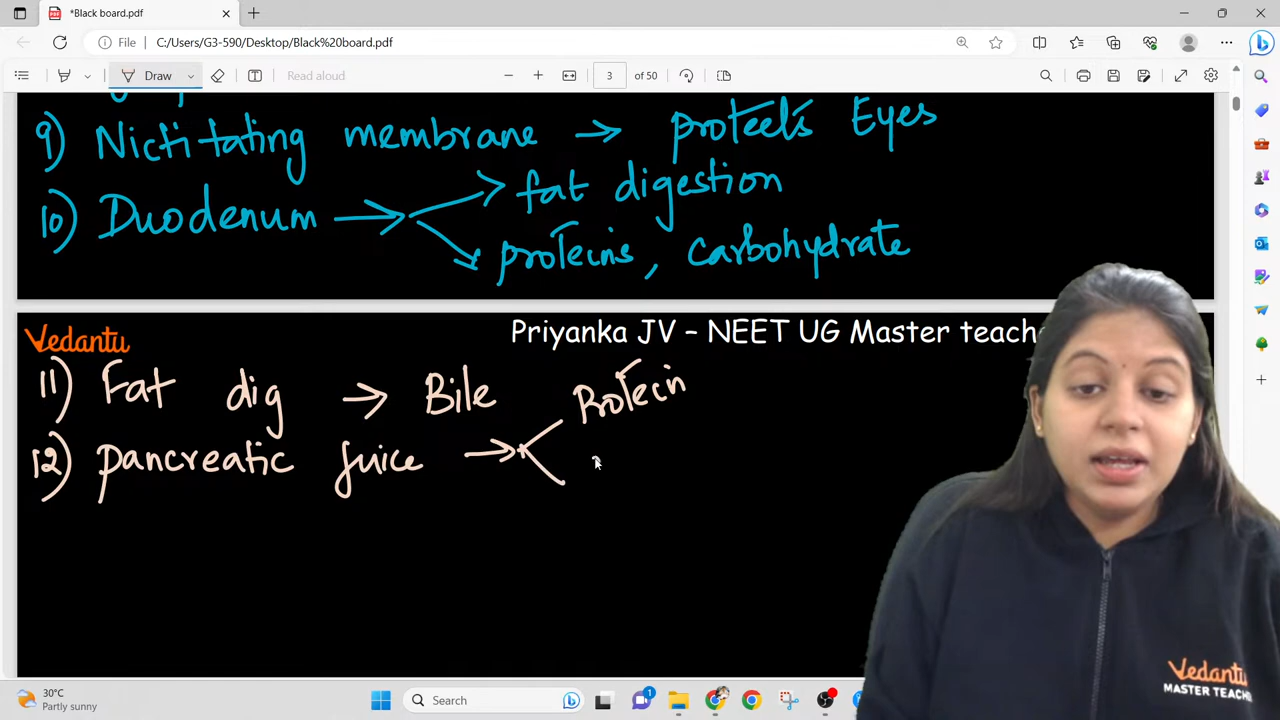 *Black board.pdf
File C:/Users/G3-590/Desktop/Black%20board.pdf
Draw Read aloud 3 of 50
9) Nictitating membrane → protects Eyes
10) Duodenum → fat digestion
proteins, carbohydrate
Vedantu Priyanka JV – NEET UG Master teach
11) Fat dig → Bile
12) pancreatic juice → Protein
Vedantu
MASTER TEACHE
30°C
Partly sunny
Search
1